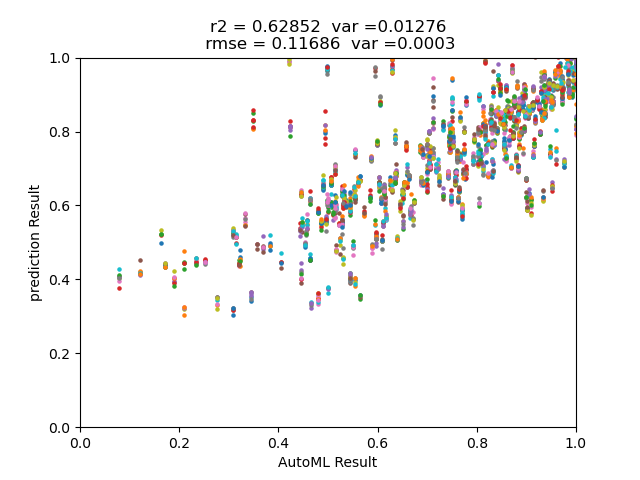 r2 = 0.62852  var =0.01276
rmse = 0.11686  var =0.0003
1.0
0.8
0.6
0.4
0.2
0.0
prediction Result
0.0 0.2 0.4 0.6 0.8 1.0
AutoML Result